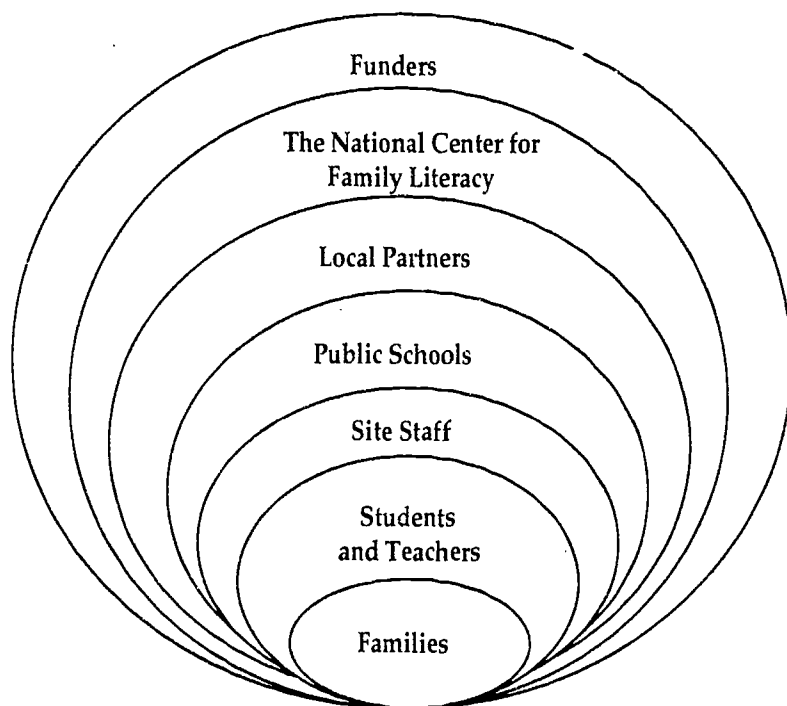 Funders
The National Center for
Family Literacy
Local Partners
Public Schools
Site Staff
Students
and Teachers
Families